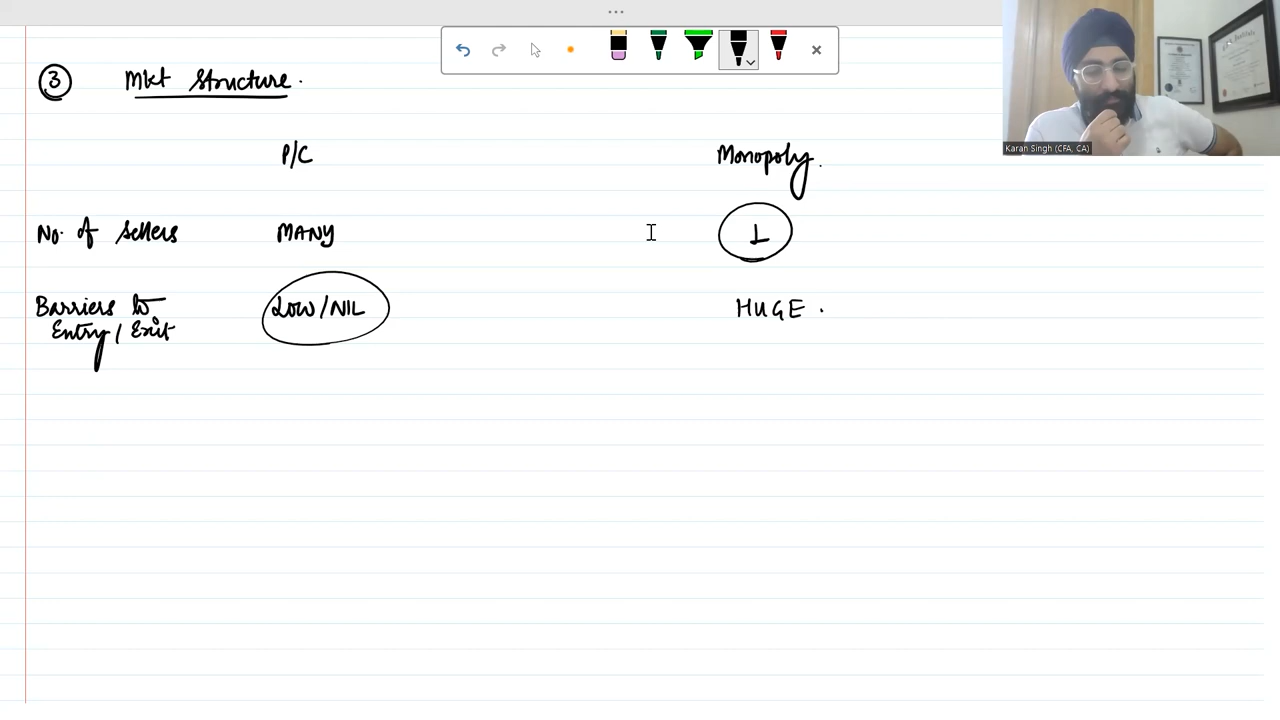 3 Mkt Structure.
P/C Monopoly.
No. of Sellers MANY 1
Barriers to Low/NIL HUGE.
Entry/Exit
Karan Singh (CFA, CA)